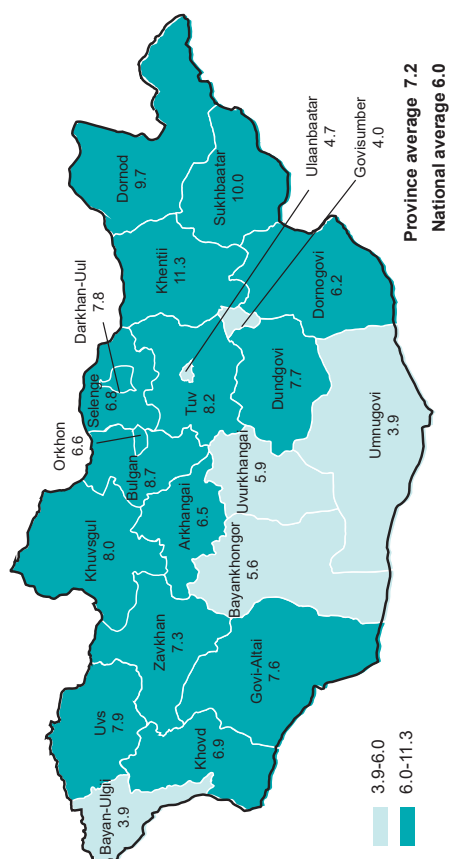 Bayan-Ulgii
3.9
Uvs
7.9
Khovd
6.9
Zavkhan
7.3
Govi-Altai
7.6
Khuvsgul
8.0
Orkhon
6.6
Bulgan
8.7
Arkhangai
6.5
Bayankhongor
5.6
Uvurkhangai
5.9
Selenge
6.8
Darkhan-Uul
7.8
Tuv
8.2
Dundgovi
7.7
Umnugovi
3.9
Khentii
11.3
Dornod
9.7
Sukhbaatar
10.0
Dornogovi
6.2
Ulaanbaatar
4.7
Govisumber
4.0
Province average 7.2
National average 6.0
3.9-6.0
6.0-11.3